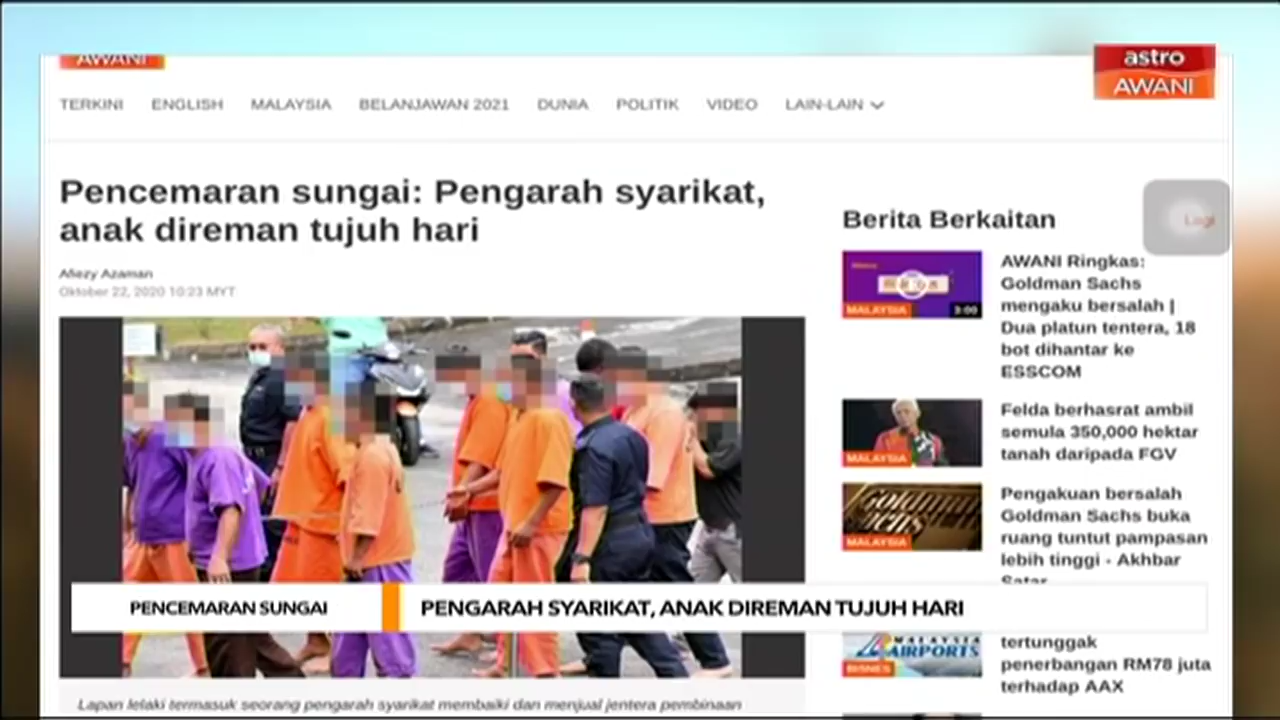 AWANI
astro
AWANI
TERKINI ENGLISH MALAYSIA BELANJAWAN 2021 DUNIA POLITIK VIDEO LAIN-LAIN
Pencemaran sungai: Pengarah syarikat,
anak direman tujuh hari
Afiezy Azaman
Oktober 22, 2020 10:23 MYT
Berita Berkaitan
Lagi
AWANI Ringkas:
Goldman Sachs
mengaku bersalah |
Dua platun tentera, 18
bot dihantar ke
ESSCOM
MALAYSIA 3:00
Felda berhasrat ambil
semula 350,000 hektar
tanah daripada FGV
MALAYSIA
Pengakuan bersalah
Goldman Sachs buka
ruang tuntut pampasan
lebih tinggi - Akhbar
Satar
Goldman
Sachs
MALAYSIA
PENCEMARAN SUNGAI
PENGARAH SYARIKAT, ANAK DIREMAN TUJUH HARI
MALAYSIA
AIRPORTS
BISNES
tertunggak
penerbangan RM78 juta
terhadap AAX
Lapan lelaki termasuk seorang pengarah syarikat membaiki dan menjual jentera pembinaan